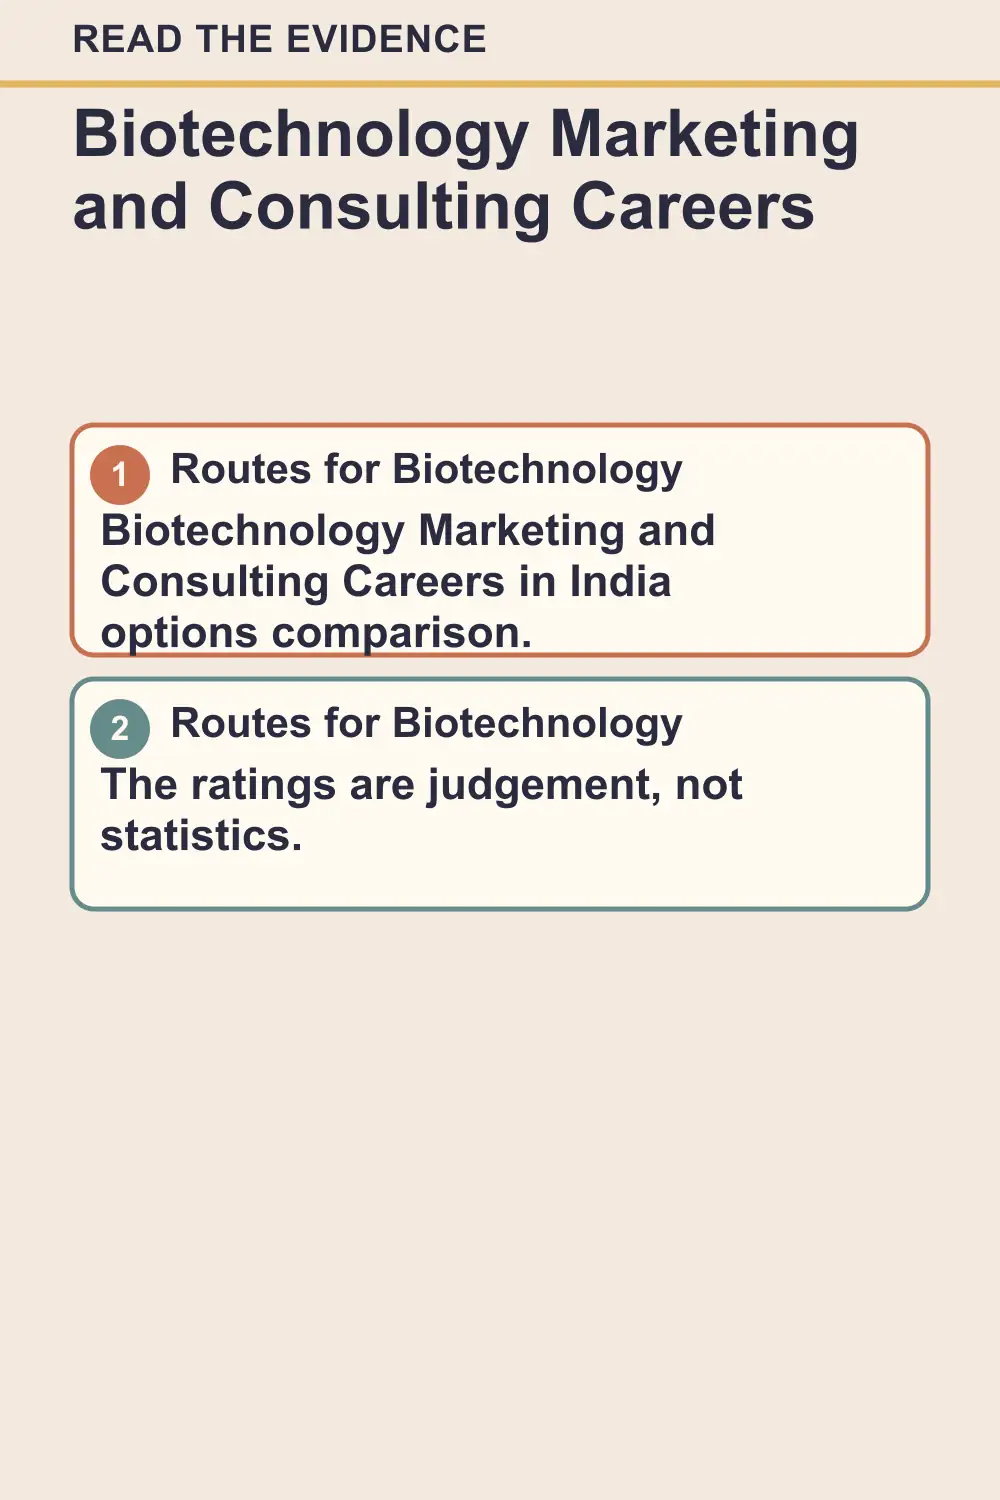 READ THE EVIDENCE
Biotechnology Marketing
and Consulting Careers
1 Routes for Biotechnology
Biotechnology Marketing and
Consulting Careers in India
options comparison.
2 Routes for Biotechnology
The ratings are judgement, not
statistics.